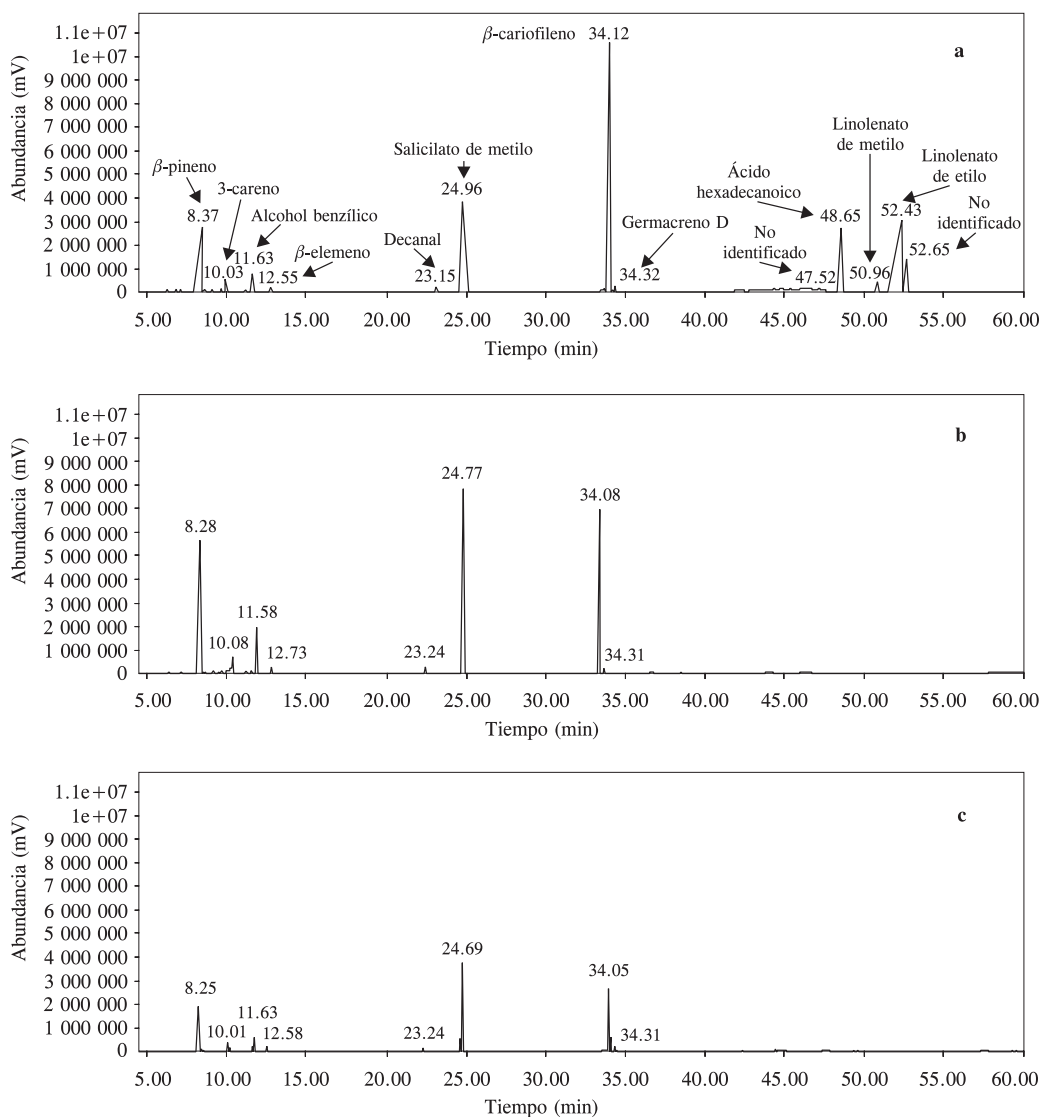 Abundancia (mV)
1.1e+07
1e+07
9 000 000
8 000 000
7 000 000
6 000 000
5 000 000
4 000 000
3 000 000
2 000 000
1 000 000
0
β-cariofileno 34.12
a
Salicilato de metilo
24.96
β-pineno
8.37
3-careno
10.03
Alcohol benzílico
11.63
β-elemeno
12.55
Decanal
23.15
Germacreno D
34.32
No
identificado
47.52
Ácido
hexadecanoico
48.65
Linolenato
de metilo
50.96
Linolenato
de etilo
52.43
No
identificado
52.65
5.00 10.00 15.00 20.00 25.00 30.00 35.00 40.00 45.00 50.00 55.00 60.00
Tiempo (min)
Abundancia (mV)
1.1e+07
1e+07
9 000 000
8 000 000
7 000 000
6 000 000
5 000 000
4 000 000
3 000 000
2 000 000
1 000 000
0
b
8.28
10.08
11.58
12.73
23.24
24.77
34.08
34.31
5.00 10.00 15.00 20.00 25.00 30.00 35.00 40.00 45.00 50.00 55.00 60.00
Tiempo (min)
Abundancia (mV)
1.1e+07
1e+07
9 000 000
8 000 000
7 000 000
6 000 000
5 000 000
4 000 000
3 000 000
2 000 000
1 000 000
0
c
8.25
10.01
11.63
12.58
23.24
24.69
34.05
34.31
5.00 10.00 15.00 20.00 25.00 30.00 35.00 40.00 45.00 50.00 55.00 60.00
Tiempo (min)